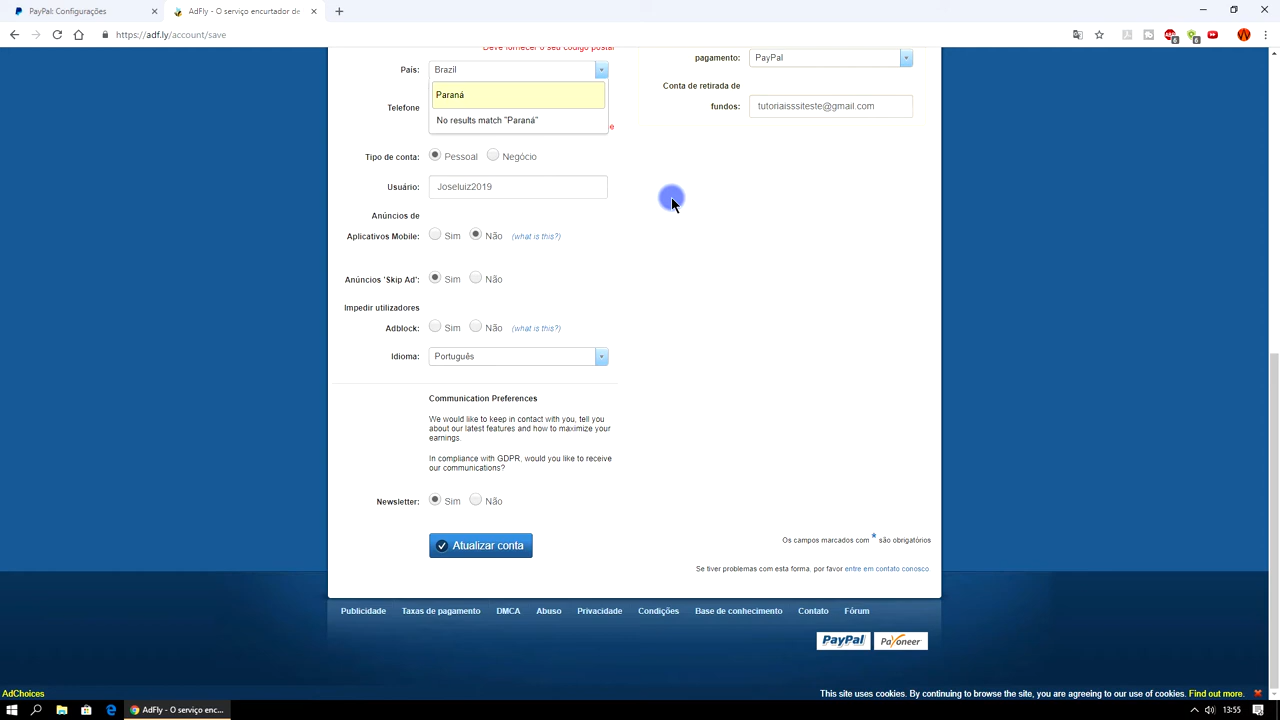 PayPal: Configurações
AdFly - O serviço encurtador de
https://adf.ly/account/save
6
6
Deve fornecer o seu código postal
País:
Brazil
Paraná
No results match "Paraná"
Telefone
e
pagamento:
PayPal
Conta de retirada de
fundos:
tutoriaisssiteste@gmail.com
Tipo de conta:
Pessoal
Negócio
Usuário:
Joseluiz2019
Anúncios de
Aplicativos Mobile:
Sim
Não
(what is this?)
Anúncios 'Skip Ad':
Sim
Não
Impedir utilizadores
Adblock:
Sim
Não
(what is this?)
Idioma:
Português
Communication Preferences
We would like to keep in contact with you, tell you
about our latest features and how to maximize your
earnings.
In compliance with GDPR, would you like to receive
our communications?
Newsletter:
Sim
Não
Atualizar conta
Os campos marcados com * são obrigatórios
Se tiver problemas com esta forma, por favor entre em contato conosco
Publicidade
Taxas de pagamento
DMCA
Abuso
Privacidade
Condições
Base de conhecimento
Contato
Fórum
PayPal
Payoneer
AdChoices
This site uses cookies. By continuing to browse the site, you are agreeing to our use of cookies. Find out more.
AdFly - O serviço enc...
13:55